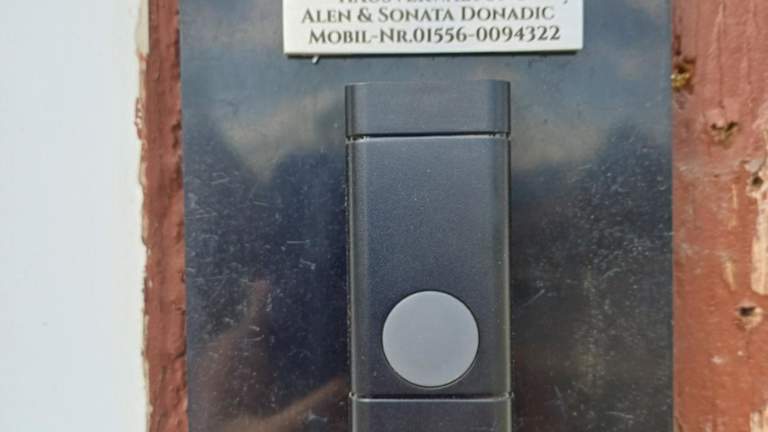 Alen & Sonata Donadic
Mobil-Nr.01556-0094322